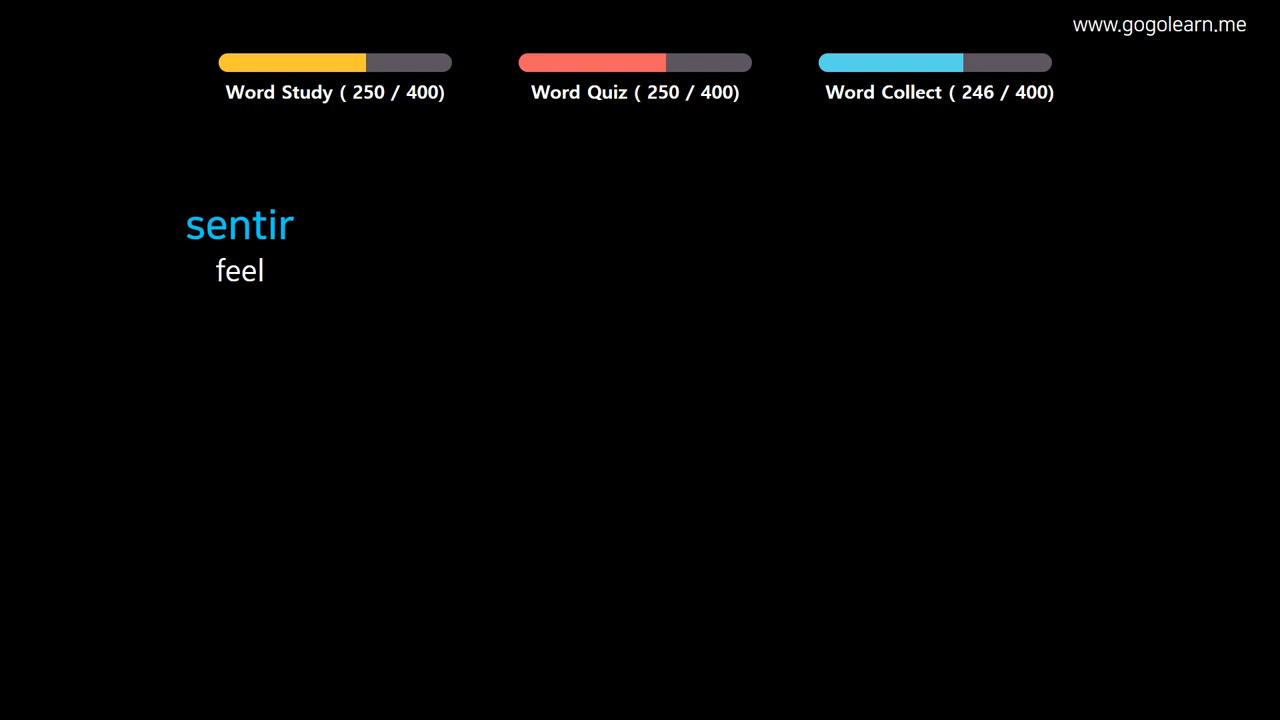 www.gogolearn.me
Word Study ( 250 / 400)
Word Quiz ( 250 / 400)
Word Collect ( 246 / 400)
sentir
feel